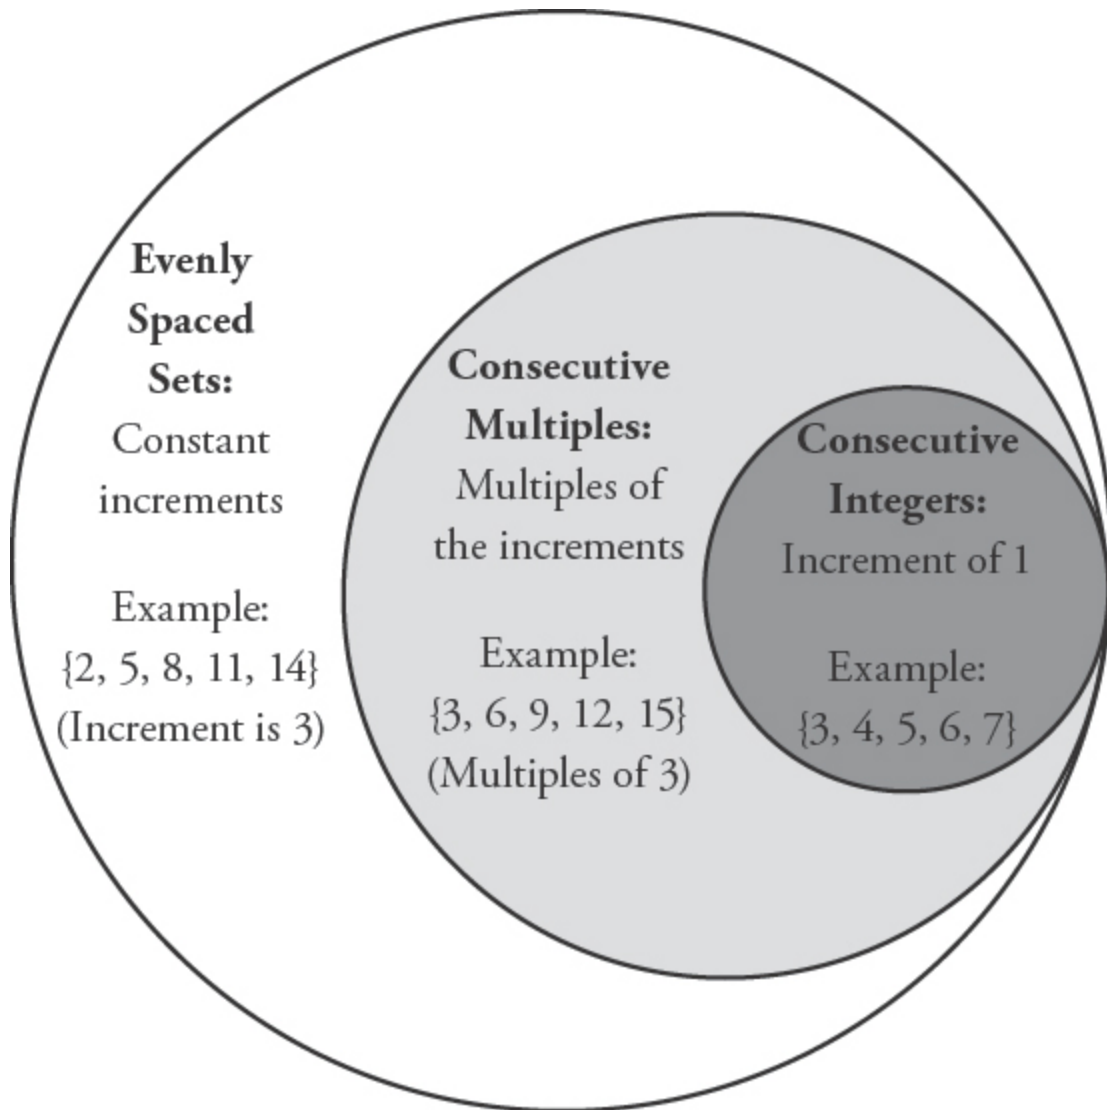 Evenly
Spaced
Sets:
Constant
increments
Example:
{2, 5, 8, 11, 14}
(Increment is 3)
Consecutive
Multiples:
Multiples of
the increments
Example:
{3, 6, 9, 12, 15}
(Multiples of 3)
Consecutive
Integers:
Increment of 1
Example:
{3, 4, 5, 6, 7}